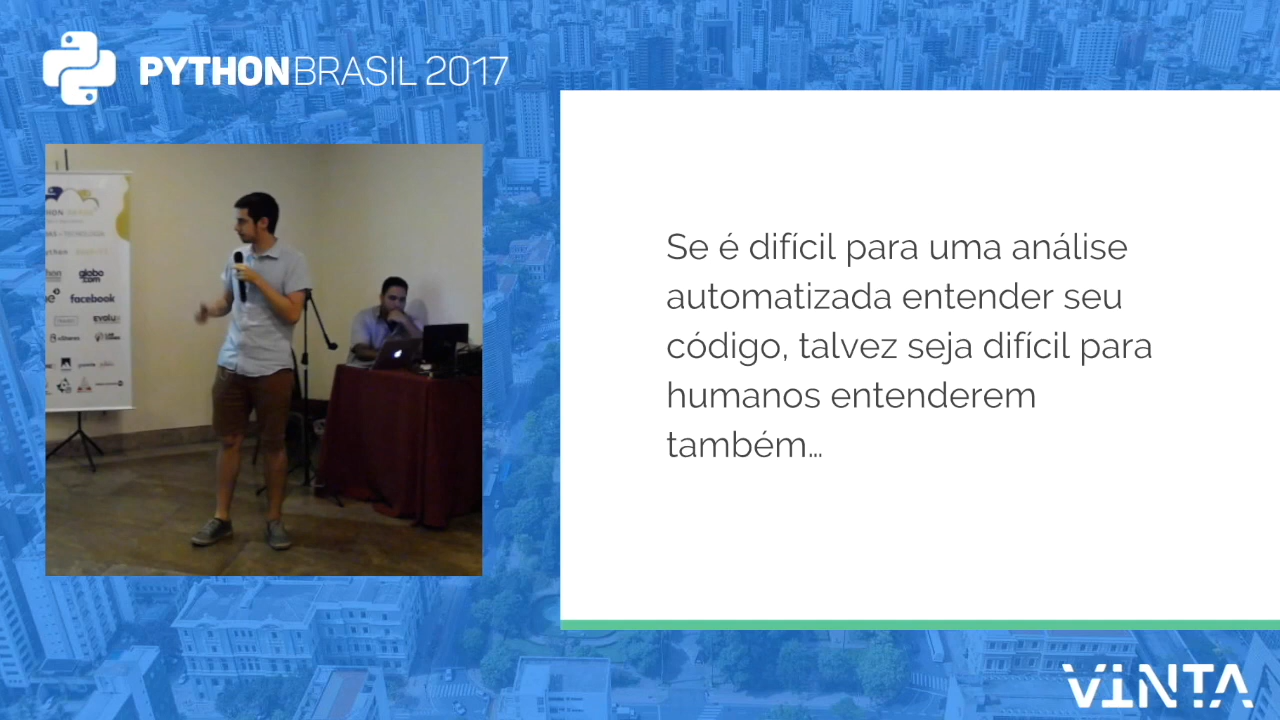 PYTHONBRASIL 2017
globo
.com
facebook
Se é difícil para uma análise
automatizada entender seu
código, talvez seja difícil para
humanos entenderem
também…
VINTA